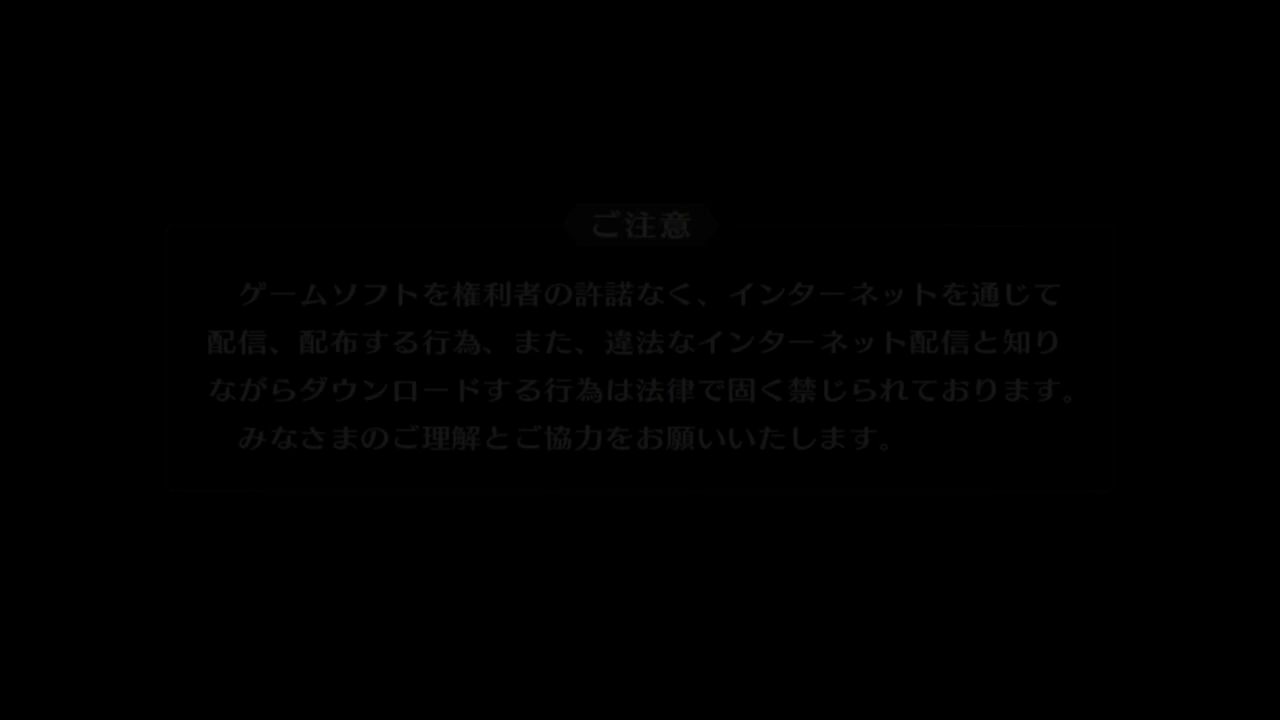 ご注意
ゲームソフトを権利者の許諾なく、インターネットを通じて
配信、配布する行為、また、違法なインターネット配信と知り
ながらダウンロードする行為は法律で固く禁じられております。
みなさまのご理解とご協力をお願いいたします。